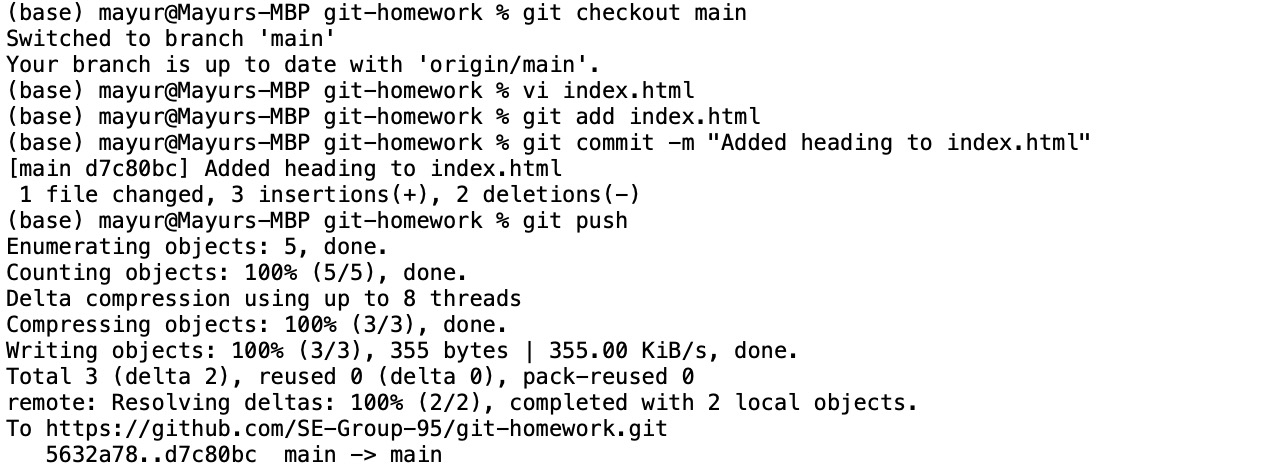 (base) mayur@Mayurs-MBP git-homework % git checkout main
Switched to branch 'main'
Your branch is up to date with 'origin/main'.
(base) mayur@Mayurs-MBP git-homework % vi index.html
(base) mayur@Mayurs-MBP git-homework % git add index.html
(base) mayur@Mayurs-MBP git-homework % git commit -m "Added heading to index.html"
[main d7c80bc] Added heading to index.html
 1 file changed, 3 insertions(+), 2 deletions(-)
(base) mayur@Mayurs-MBP git-homework % git push
Enumerating objects: 5, done.
Counting objects: 100% (5/5), done.
Delta compression using up to 8 threads
Compressing objects: 100% (3/3), done.
Writing objects: 100% (3/3), 355 bytes | 355.00 KiB/s, done.
Total 3 (delta 2), reused 0 (delta 0), pack-reused 0
remote: Resolving deltas: 100% (2/2), completed with 2 local objects.
To https://github.com/SE-Group-95/git-homework.git
   5632a78..d7c80bc  main -> main